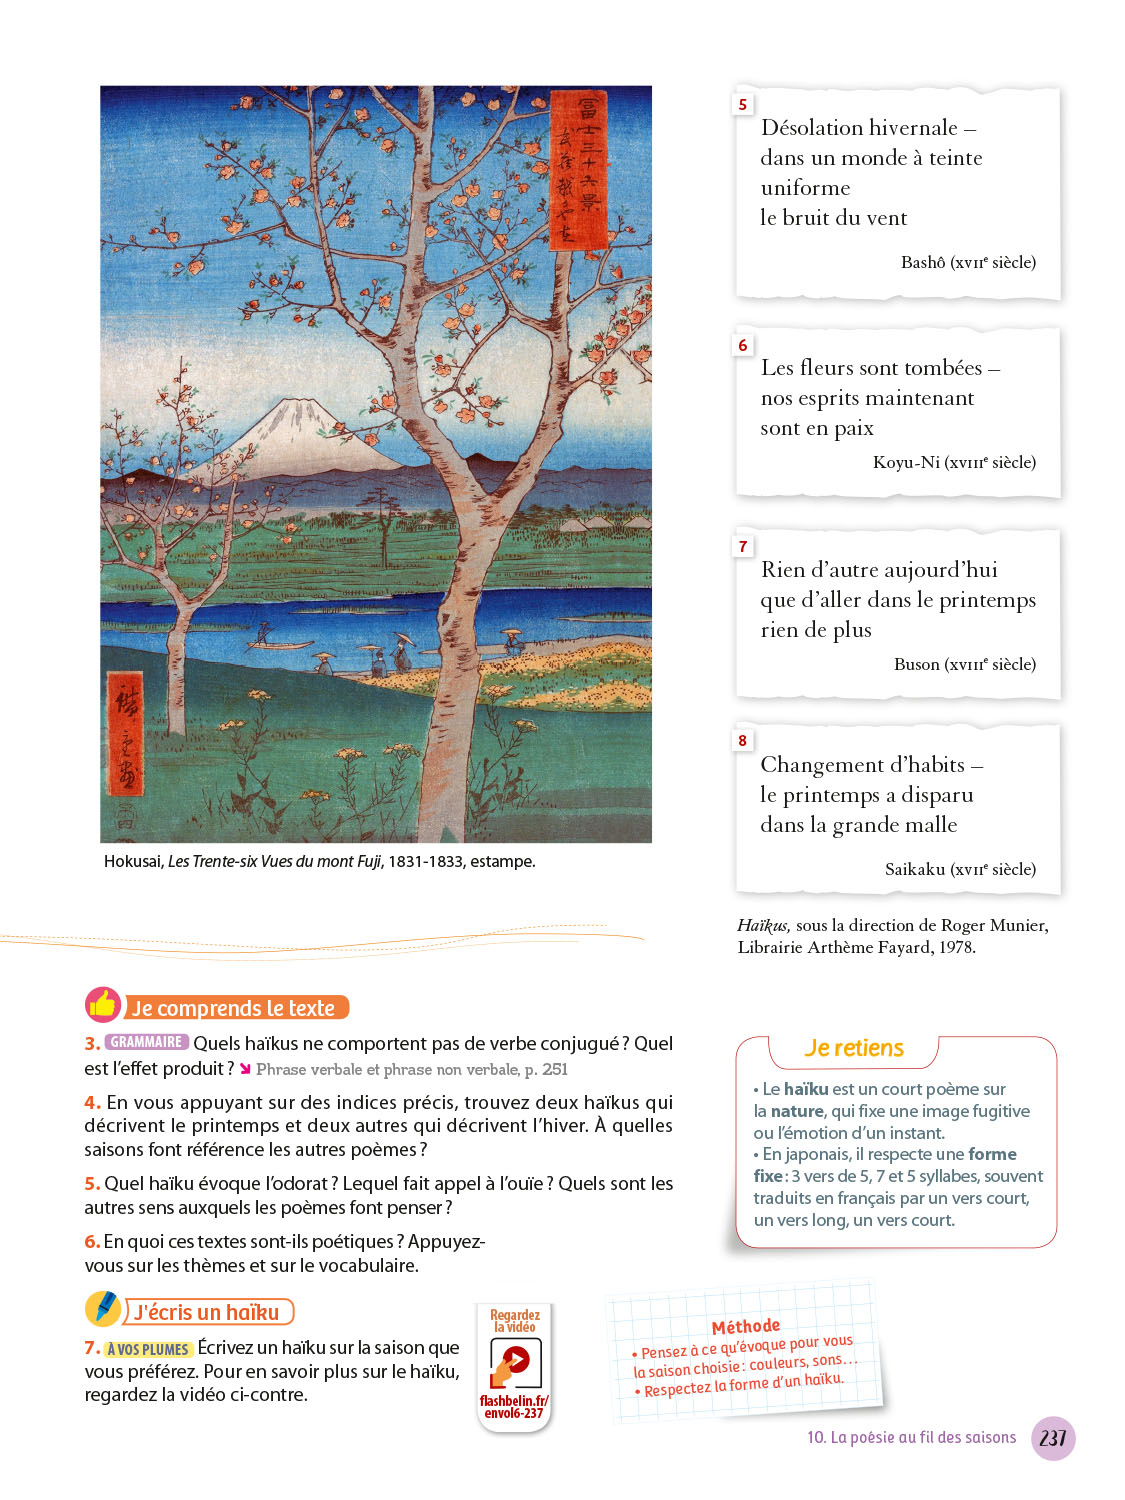 冨士三十六景
武蔵越かや在
5
Désolation hivernale –
dans un monde à teinte
uniforme
le bruit du vent
Bashô (XVIIe siècle)
6
Les fleurs sont tombées –
nos esprits maintenant
sont en paix
Koyu-Ni (XVIIIe siècle)
7
Rien d’autre aujourd’hui
que d’aller dans le printemps
rien de plus
Buson (XVIIIe siècle)
8
Changement d’habits –
le printemps a disparu
dans la grande malle
Saikaku (XVIIe siècle)
Haïkus, sous la direction de Roger Munier,
Librairie Arthème Fayard, 1978.
Hokusai, Les Trente-six Vues du mont Fuji, 1831-1833, estampe.
Je comprends le texte
3. GRAMMAIRE Quels haïkus ne comportent pas de verbe conjugué ? Quel
est l’effet produit ? ➘ Phrase verbale et phrase non verbale, p. 251
4. En vous appuyant sur des indices précis, trouvez deux haïkus qui
décrivent le printemps et deux autres qui décrivent l’hiver. À quelles
saisons font référence les autres poèmes ?
5. Quel haïku évoque l’odorat ? Lequel fait appel à l’ouïe ? Quels sont les
autres sens auxquels les poèmes font penser ?
6. En quoi ces textes sont-ils poétiques ? Appuyez-
vous sur les thèmes et sur le vocabulaire.
J'écris un haïku
7. À VOS PLUMES Écrivez un haïku sur la saison que
vous préférez. Pour en savoir plus sur le haïku,
regardez la vidéo ci-contre.
Regardez
la vidéo
flashbelin.fr/
envol6-237
Je retiens
• Le haïku est un court poème sur
la nature, qui fixe une image fugitive
ou l’émotion d’un instant.
• En japonais, il respecte une forme
fixe : 3 vers de 5, 7 et 5 syllabes, souvent
traduits en français par un vers court,
un vers long, un vers court.
Méthode
• Pensez à ce qu’évoque pour vous
la saison choisie : couleurs, sons…
• Respectez la forme d’un haïku.
10. La poésie au fil des saisons
237